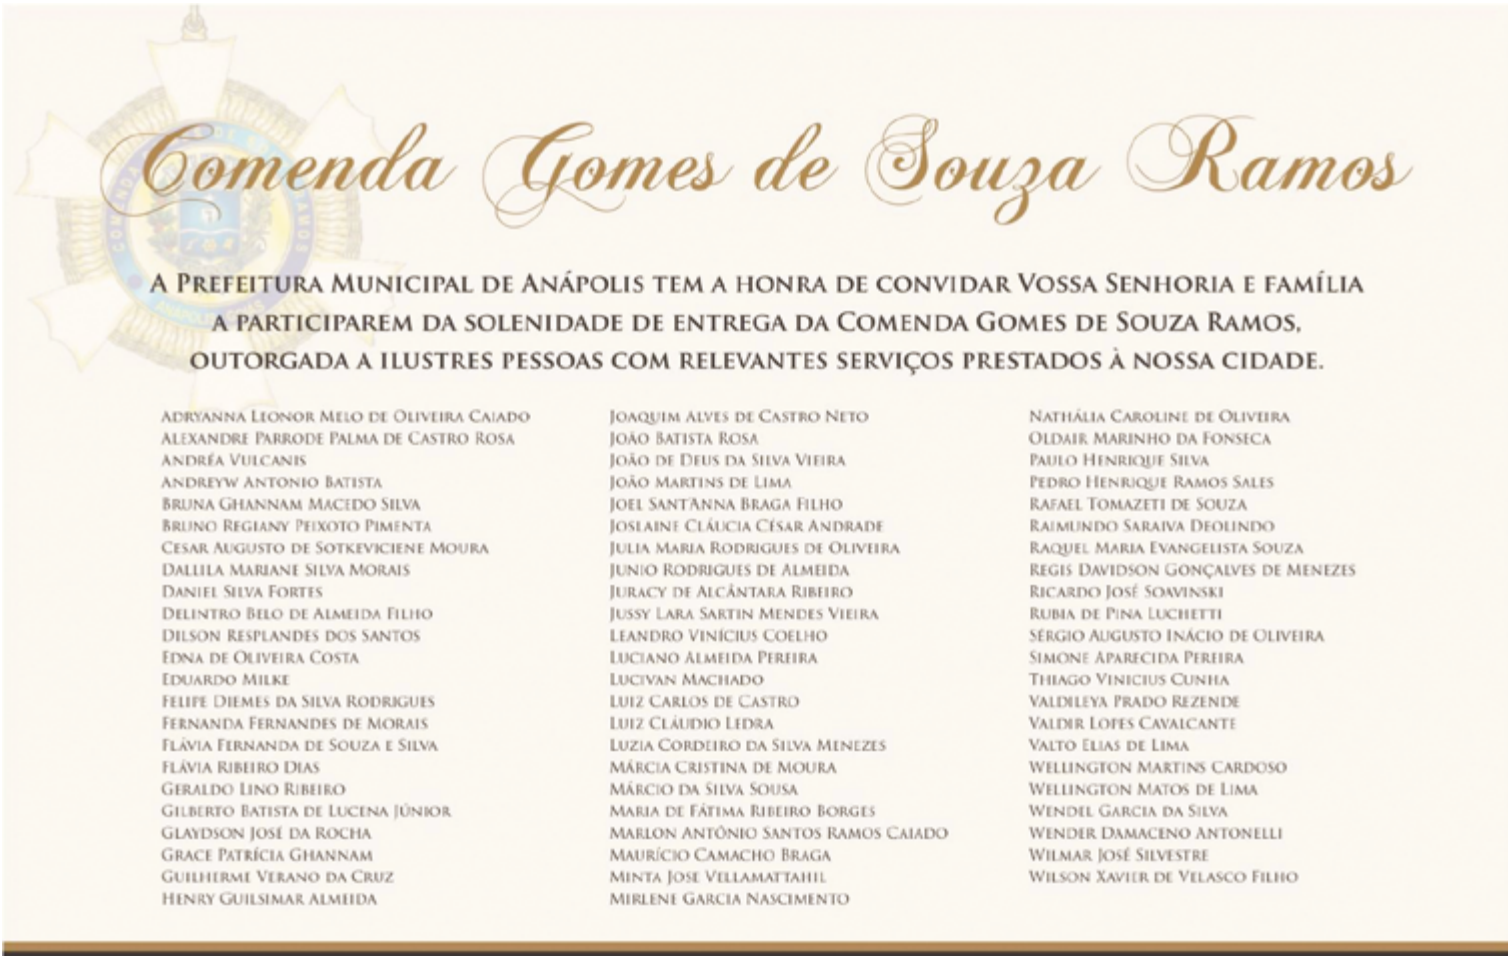 Comenda Gomes de Souza Ramos
A Prefeitura Municipal de Anápolis tem a honra de convidar Vossa Senhoria e família
a participarem da solenidade de entrega da Comenda Gomes de Souza Ramos,
outorgada a ilustres pessoas com relevantes serviços prestados à nossa cidade.
Adryanna Leonor Melo de Oliveira Caiado
Alexandre Parrode Palma de Castro Rosa
Andréa Vulcanis
Andreyw Antonio Batista
Bruna Ghannam Macedo Silva
Bruno Regiany Peixoto Pimenta
Cesar Augusto de Sotkeviciene Moura
Dallila Mariane Silva Morais
Daniel Silva Fortes
Delintro Belo de Almeida Filho
Dilson Resplandes dos Santos
Edna de Oliveira Costa
Eduardo Milke
Felipe Diemes da Silva Rodrigues
Fernanda Fernandes de Morais
Flávia Fernanda de Souza e Silva
Flávia Ribeiro Dias
Geraldo Lino Ribeiro
Gilberto Batista de Lucena Júnior
Glaydson José da Rocha
Grace Patrícia Ghannam
Guilherme Verano da Cruz
Henry Guilsimar Almeida
Joaquim Alves de Castro Neto
João Batista Rosa
João de Deus da Silva Vieira
João Martins de Lima
Joel Sant'Anna Braga Filho
Joslaine Cláucia César Andrade
Julia Maria Rodrigues de Oliveira
Junio Rodrigues de Almeida
Juracy de Alcântara Ribeiro
Jussy Lara Sartin Mendes Vieira
Leandro Vinícius Coelho
Luciano Almeida Pereira
Lucivan Machado
Luiz Carlos de Castro
Luiz Cláudio Ledra
Luzia Cordeiro da Silva Menezes
Márcia Cristina de Moura
Márcio da Silva Sousa
Maria de Fátima Ribeiro Borges
Marlon Antônio Santos Ramos Caiado
Maurício Camacho Braga
Minta Jose Vellamattahil
Mirlene Garcia Nascimento
Nathália Caroline de Oliveira
Oldair Marinho da Fonseca
Paulo Henrique Silva
Pedro Henrique Ramos Sales
Rafael Tomazeti de Souza
Raimundo Saraiva Deolindo
Raquel Maria Evangelista Souza
Regis Davidson Gonçalves de Menezes
Ricardo José Soavinski
Rubia de Pina Luchetti
Sérgio Augusto Inácio de Oliveira
Simone Aparecida Pereira
Thiago Vinicius Cunha
Valdileya Prado Rezende
Valdir Lopes Cavalcante
Valto Elias de Lima
Wellington Martins Cardoso
Wellington Matos de Lima
Wendel Garcia da Silva
Wender Damaceno Antonelli
Wilmar José Silvestre
Wilson Xavier de Velasco Filho